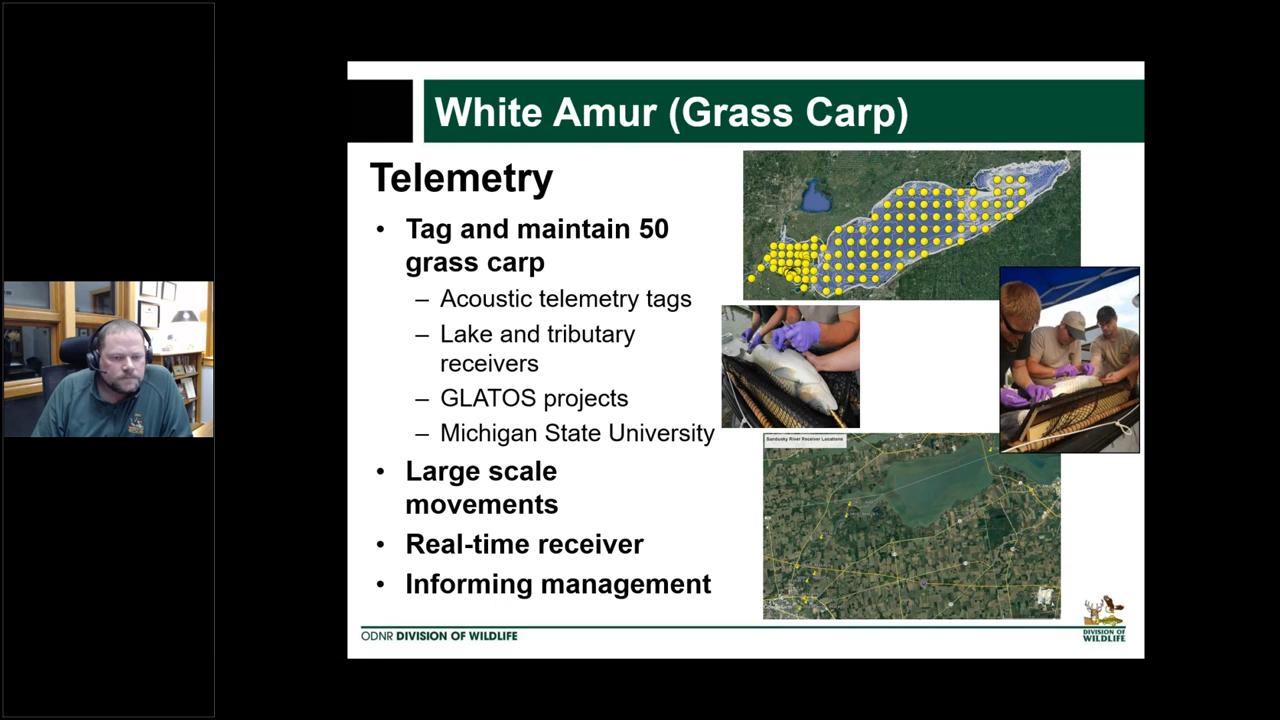 White Amur (Grass Carp)
Telemetry
• Tag and maintain 50
grass carp
– Acoustic telemetry tags
– Lake and tributary
receivers
– GLATOS projects
– Michigan State University
• Large scale
movements
• Real-time receiver
• Informing management
Sandusky River Receiver Locations
ODNR DIVISION OF WILDLIFE
DIVISION OF
WILDLIFE